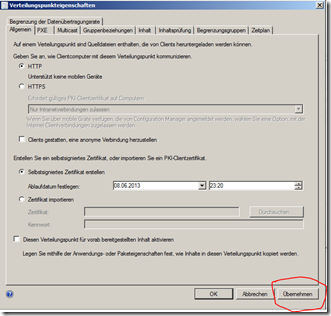 Verteilungspunkteigenschaften
Begrenzung der Datenübertragungsrate
Allgemein PXE Multicast Gruppenbeziehungen Inhalt Inhaltsprüfung Begrenzungsgruppen Zeitplan
Auf einem Verteilungspunkt sind Quelldateien enthalten, die von Clients heruntergeladen werden können.
Geben Sie an, wie Clientcomputer mit diesem Verteilungspunkt kommunizieren.
HTTP
Unterstützt keine mobilen Geräte
HTTPS
Erfordert gültiges PKI-Clientzertifikat auf Computern
Nur Intranetverbindungen zulassen
Wenn Sie über mobile Geräte verfügen, die von Configuration Manager angemeldet werden, wählen Sie eine Option, mit der
Internet-Clientverbindungen zugelassen werden.
Clients gestatten, eine anonyme Verbindung herzustellen
Erstellen Sie ein selbstsigniertes Zertifikat, oder importieren Sie ein PKI-Clientzertifikat.
Selbstsigniertes Zertifikat erstellen
Ablaufdatum festlegen: 08.06.2013 23:20
Zertifikat importieren
Zertifikat: Durchsuchen
Kennwort:
Diesen Verteilungspunkt für vorab bereitgestellten Inhalt aktivieren
Legen Sie mithilfe der Anwendungs- oder Paketeigenschaften fest, wie Inhalte in diesen Verteilungspunkt kopiert werden.
OK Abbrechen Übernehmen